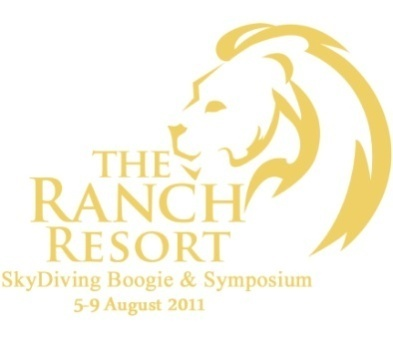 THE
RANCH
RESORT
SkyDiving Boogie & Symposium
5-9 August 2011